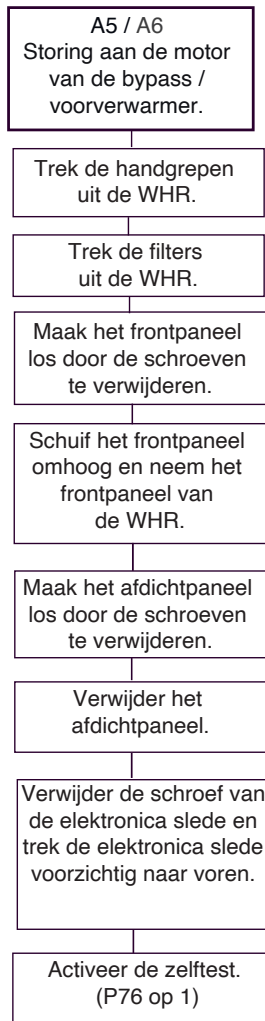 A5 / A6
Storing aan de motor
van de bypass /
voorverwarmer.
Trek de handgrepen
uit de WHR.
Trek de filters
uit de WHR.
Maak het frontpaneel
los door de schroeven
te verwijderen.
Schuif het frontpaneel
omhoog en neem het
frontpaneel van
de WHR.
Maak het afdichtpaneel
los door de schroeven
te verwijderen.
Verwijder het
afdichtpaneel.
Verwijder de schroef van
de elektronica slede en
trek de elektronica slede
voorzichtig naar voren.
Activeer de zelftest.
(P76 op 1)